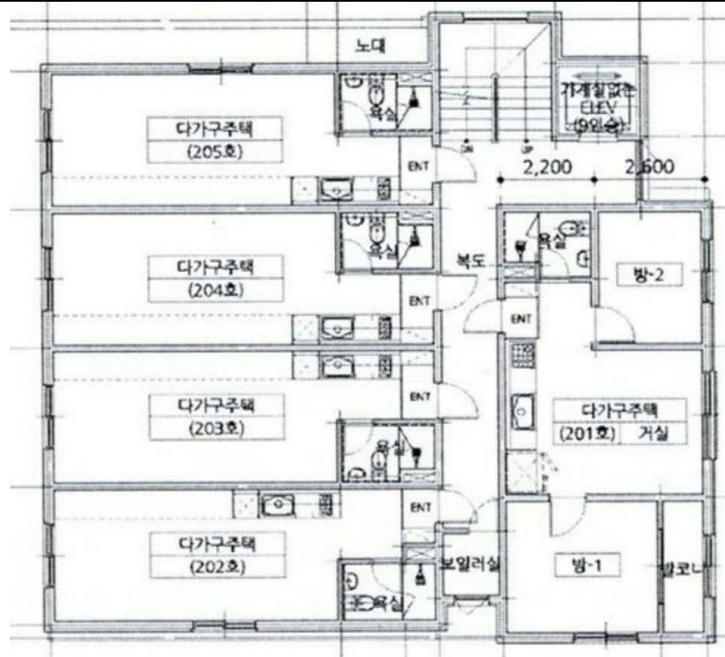 노대
기계실없는
ELEV
(9인승)
욕실
다가구주택
(205호)
ENT
DN
UP
2,200
2,600
욕실
욕실
복도
방-2
다가구주택
(204호)
ENT
ENT
다가구주택
(203호)
ENT
다가구주택
(201호) 거실
욕실
ENT
다가구주택
(202호)
보일러실
방-1
발코니
욕실